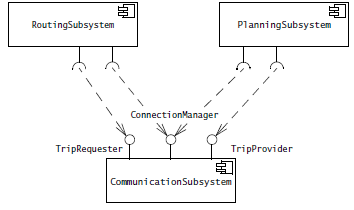 RoutingSubsystem
PlanningSubsystem
ConnectionManager
TripRequester
TripProvider
CommunicationSubsystem